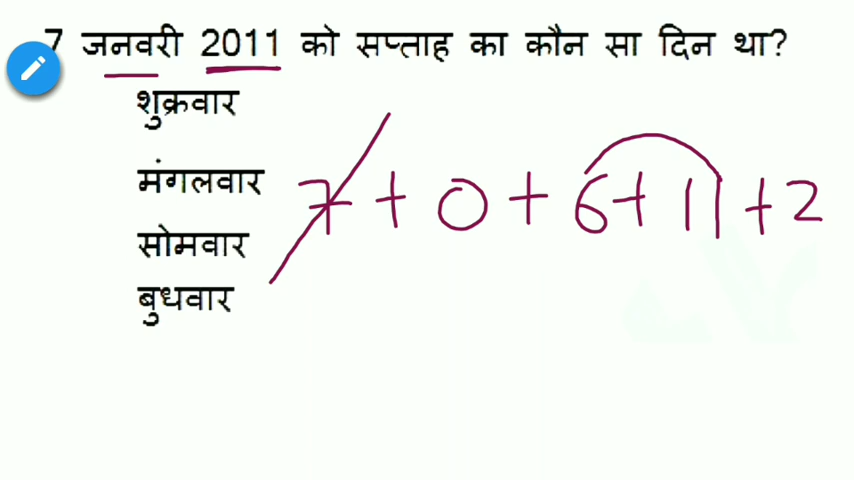 7 जनवरी 2011 को सप्ताह का कौन सा दिन था?
शुक्रवार
मंगलवार
7 + 0 + 6 + 11 + 2
सोमवार
बुधवार